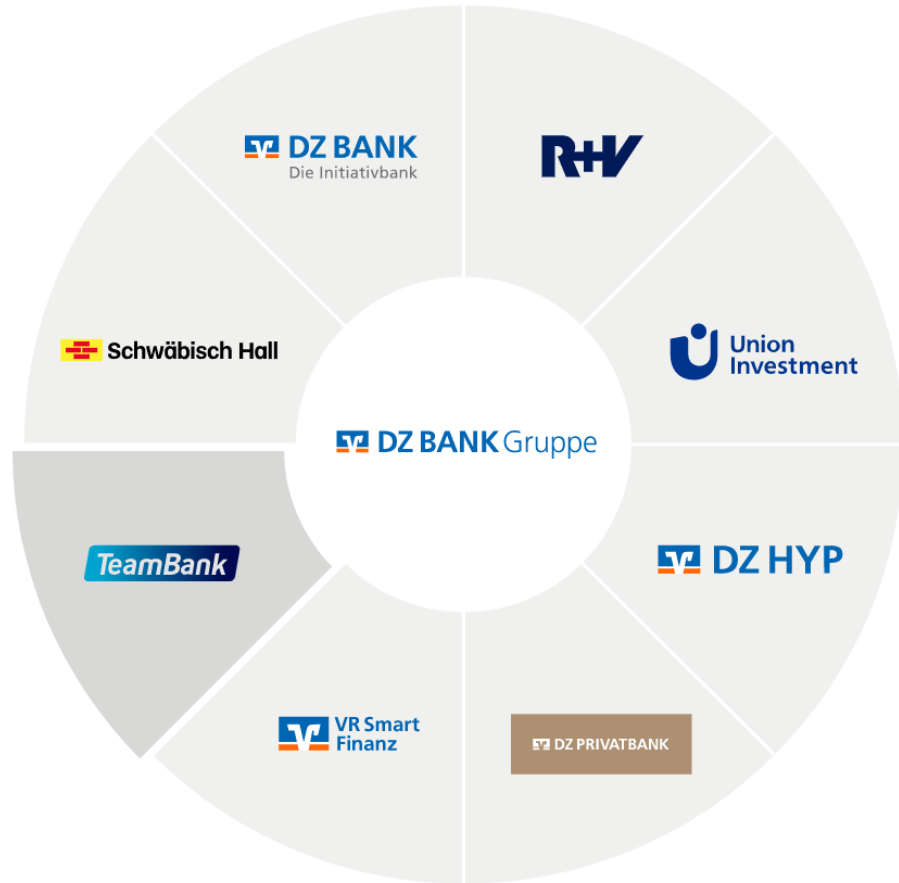 DZ BANK
Die Initiativbank
R+V
Schwäbisch Hall
Union
Investment
DZ BANK Gruppe
TeamBank
DZ HYP
VR Smart
Finanz
DZ PRIVATBANK